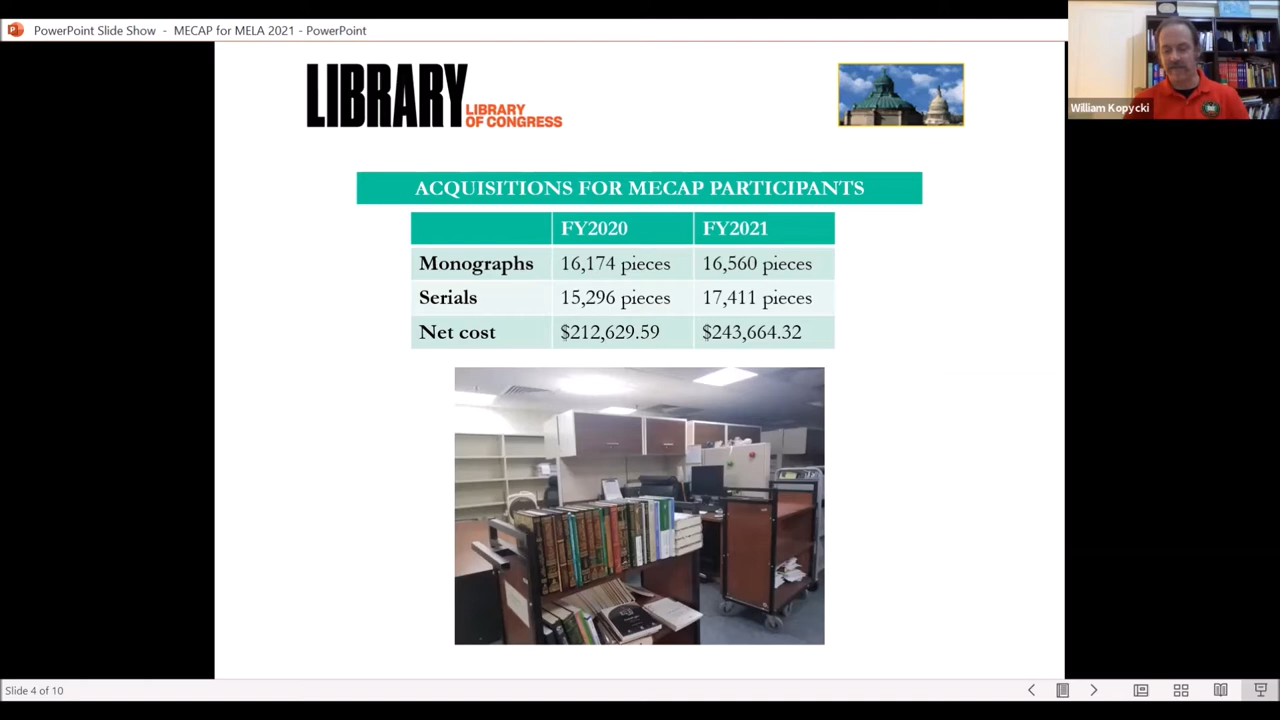 PowerPoint Slide Show - MECAP for MELA 2021 - PowerPoint
William Kopycki
LIBRARY
LIBRARY
OF CONGRESS
ACQUISITIONS FOR MECAP PARTICIPANTS
FY2020 FY2021
Monographs 16,174 pieces 16,560 pieces
Serials 15,296 pieces 17,411 pieces
Net cost $212,629.59 $243,664.32
Slide 4 of 10